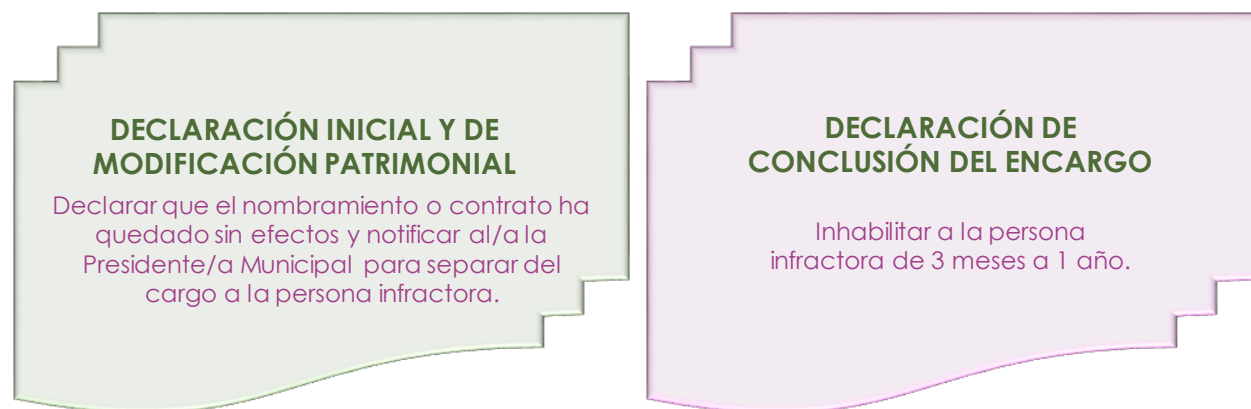 DECLARACIÓN INICIAL Y DE
MODIFICACIÓN PATRIMONIAL
Declarar que el nombramiento o contrato ha
quedado sin efectos y notificar al/a la
Presidente/a Municipal para separar del
cargo a la persona infractora.
DECLARACIÓN DE
CONCLUSIÓN DEL ENCARGO
Inhabilitar a la persona
infractora de 3 meses a 1 año.